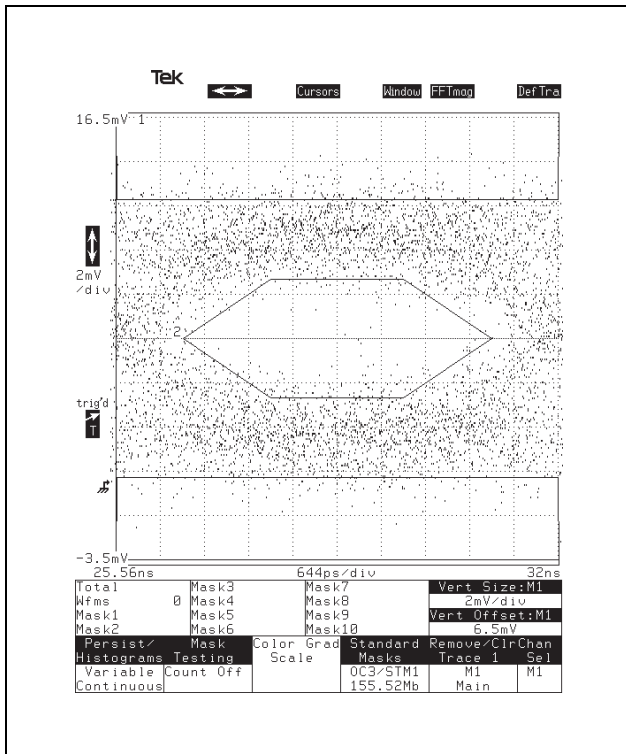 Tek
Cursors Window FFTmag DefTra
16.5mV 1
2mV
/div
2
trig'd
T
-3.5mV
25.56ns 644ps/div 32ns
Total Mask3 Mask7 Vert Size:M1
Wfms 0 Mask4 Mask8 2mV/div
Mask1 Mask5 Mask9 Vert Offset:M1
Mask2 Mask6 Mask10 6.5mV
Persist/ Mask Color Grad Standard Remove/Clr Chan
Histograms Testing Scale Masks Trace 1 Sel
Variable Count Off OC3/STM1 M1 M1
Continuous 155.52Mb Main